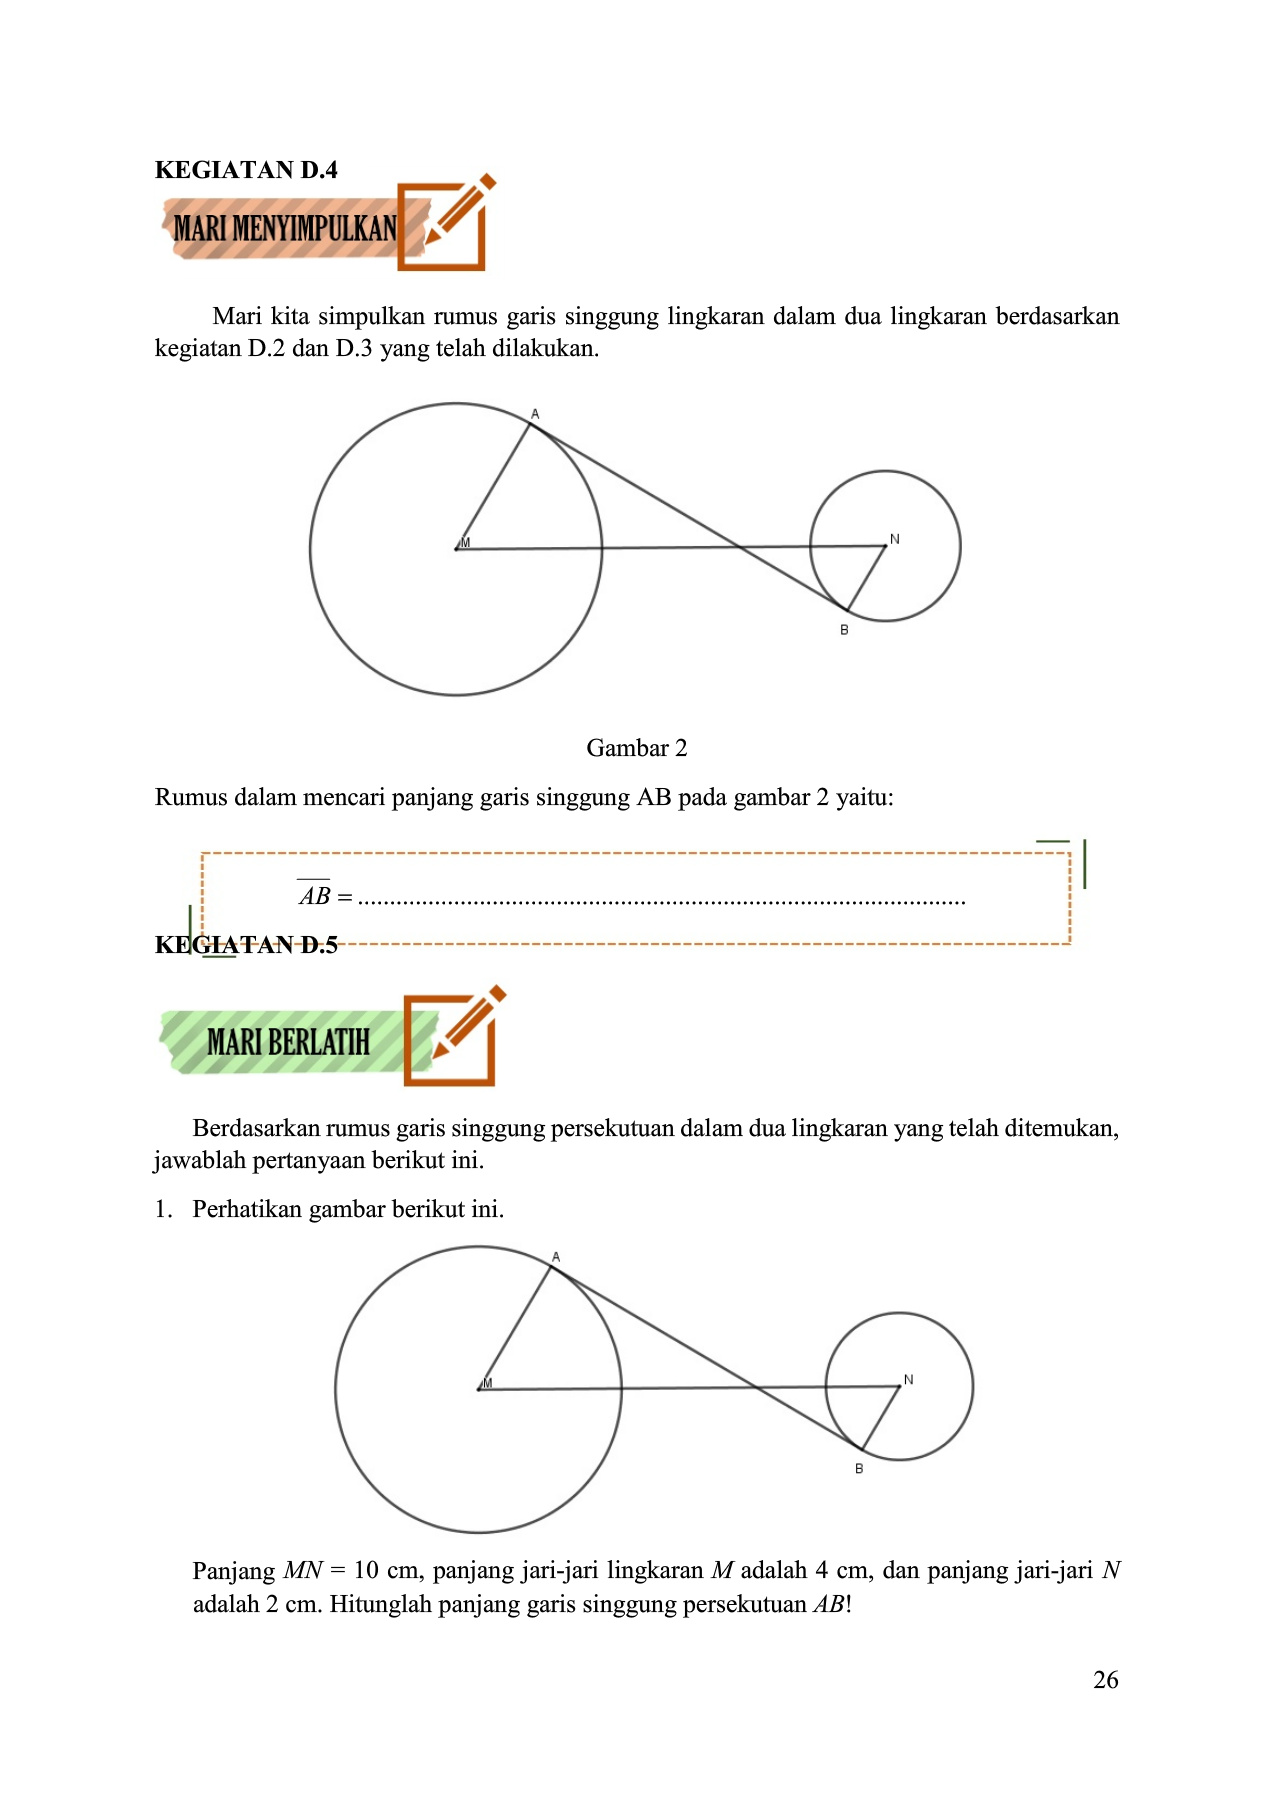 KEGIATAN D.4
MARI MENYIMPULKAN
Mari kita simpulkan rumus garis singgung lingkaran dalam dua lingkaran berdasarkan
kegiatan D.2 dan D.3 yang telah dilakukan.
A
M
N
B
Gambar 2
Rumus dalam mencari panjang garis singgung AB pada gambar 2 yaitu:
AB = ...............................................................................................
KEGIATAN D.5
MARI BERLATIH
Berdasarkan rumus garis singgung persekutuan dalam dua lingkaran yang telah ditemukan,
jawablah pertanyaan berikut ini.
1. Perhatikan gambar berikut ini.
A
M
N
B
Panjang MN = 10 cm, panjang jari-jari lingkaran M adalah 4 cm, dan panjang jari-jari N
adalah 2 cm. Hitunglah panjang garis singgung persekutuan AB!
26